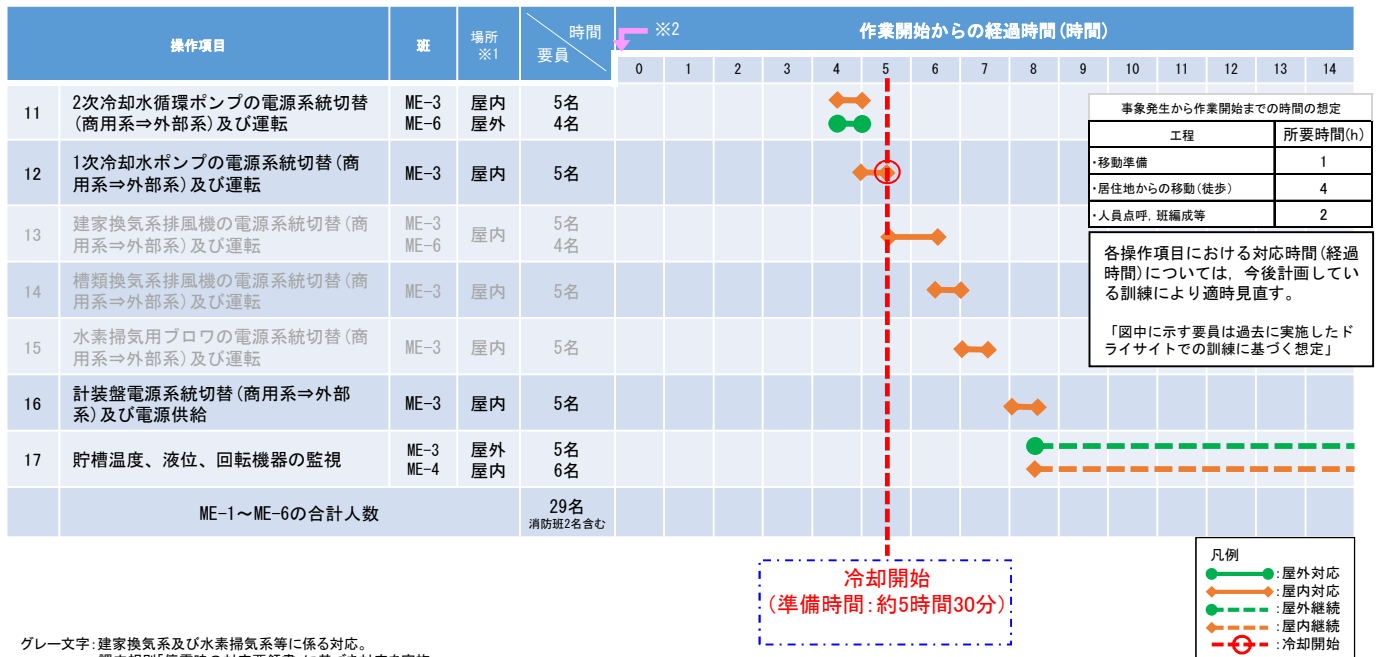 操作項目
班
場所
※1
時間
要員
※2
作業開始からの経過時間(時間)
0 1 2 3 4 5 6 7 8 9 10 11 12 13 14
11
2次冷却水循環ポンプの電源系統切替
(商用系⇒外部系)及び運転
ME-3
ME-6
屋内
屋外
5名
4名
12
1次冷却水ポンプの電源系統切替(商
用系⇒外部系)及び運転
ME-3
屋内
5名
13
建家換気系排風機の電源系統切替(商
用系⇒外部系)及び運転
ME-3
ME-6
屋内
5名
4名
14
槽類換気系排風機の電源系統切替(商
用系⇒外部系)及び運転
ME-3
屋内
5名
15
水素掃気用ブロワの電源系統切替(商
用系⇒外部系)及び運転
ME-3
屋内
5名
16
計装盤電源系統切替(商用系⇒外部
系)及び電源供給
ME-3
屋内
5名
17
貯槽温度、液位、回転機器の監視
ME-3
ME-4
屋外
屋内
5名
6名
ME-1～ME-6の合計人数
29名
消防班2名含む
事象発生から作業開始までの時間の想定
工程 所要時間(h)
・移動準備 1
・居住地からの移動(徒歩) 4
・人員点呼, 班編成等 2
各操作項目における対応時間(経過
時間)については, 今後計画してい
る訓練により適時見直す。
「図中に示す要員は過去に実施したド
ライサイトでの訓練に基づく想定」
冷却開始
(準備時間:約5時間30分)
凡例
:屋外対応
:屋内対応
:屋外継続
:屋内継続
:冷却開始
グレー文字:建家換気系及び水素掃気系等に係る対応。